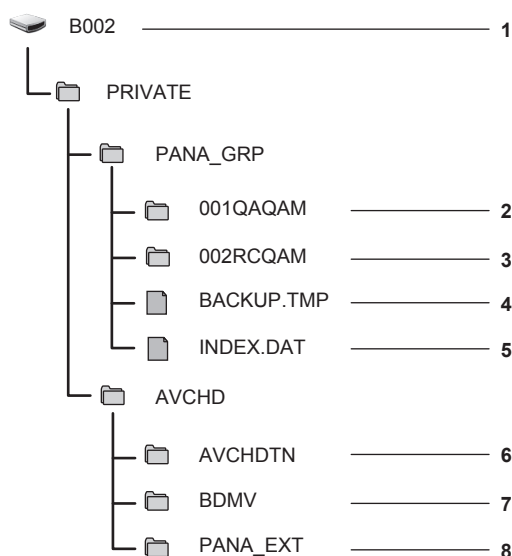 B002 1
PRIVATE
PANA_GRP
001QAQAM 2
002RCQAM 3
BACKUP.TMP 4
INDEX.DAT 5
AVCHD
AVCHDTN 6
BDMV 7
PANA_EXT 8